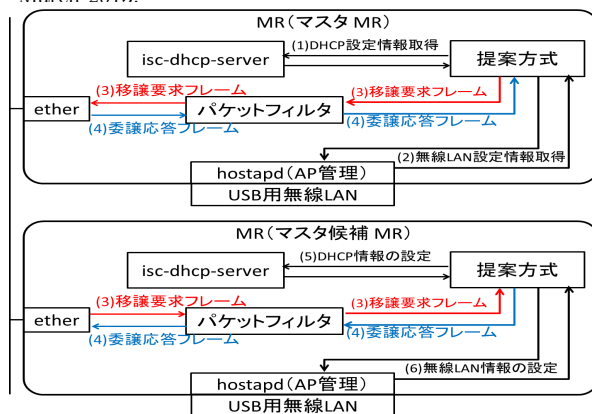 MR（マスタ MR）
(1)DHCP設定情報取得
isc-dhcp-server
提案方式
(3)移譲要求フレーム
(3)移譲要求フレーム
ether
パケットフィルタ
(4)委譲応答フレーム
(4)委譲応答フレーム
(2)無線LAN設定情報取得
hostapd（AP管理）
USB用無線LAN
MR（マスタ候補 MR）
(5)DHCP情報の設定
isc-dhcp-server
提案方式
(3)移譲要求フレーム
(3)移譲要求フレーム
ether
パケットフィルタ
(4)委譲応答フレーム
(4)委譲応答フレーム
(6)無線LAN情報の設定
hostapd（AP管理）
USB用無線LAN